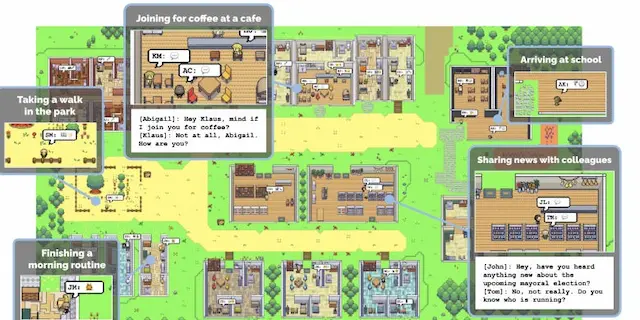 Joining for coffee at a cafe
KM:
AC:
[Abigail]: Hey Klaus, mind if
I join you for coffee?
[Klaus]: Not at all, Abigail.
How are you?
Arriving at school
AK:
Taking a walk
in the park
SM:
Sharing news with colleagues
JL:
TM:
[John]: Hey, have you heard
anything new about the
upcoming mayoral election?
[Tom]: No, not really. Do you
know who is running?
Finishing a
morning routine
JM: